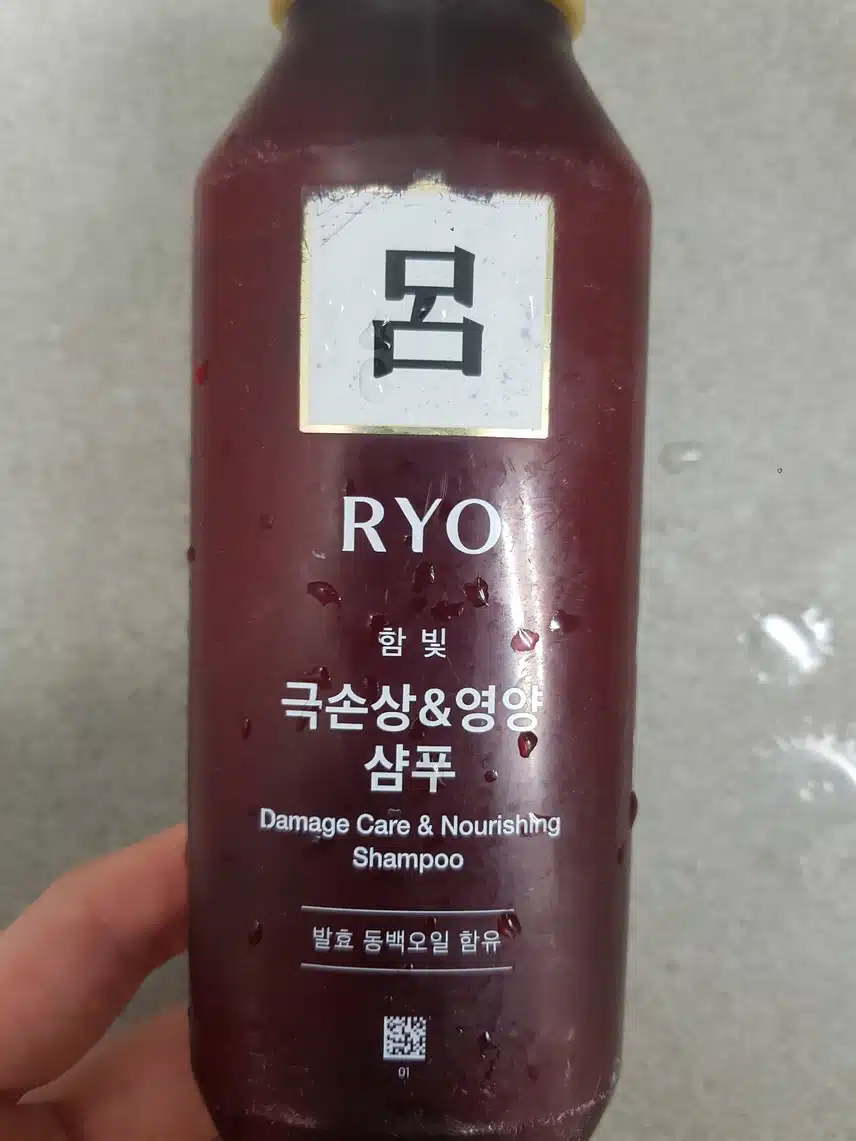 呂
RYO
함빛
극손상&영양
샴푸
Damage Care & Nourishing
Shampoo
발효 동백오일 함유
01